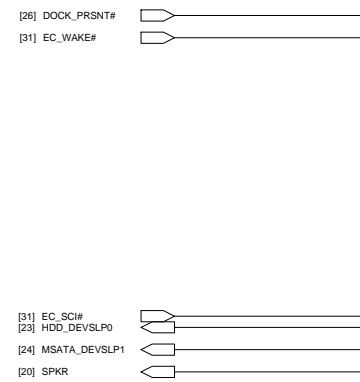 [26] DOCK_PRSNT#
[31] EC_WAKE#
[31] EC_SCI#
[23] HDD_DEVSLP0
[24] MSATA_DEVSLP1
[20] SPKR